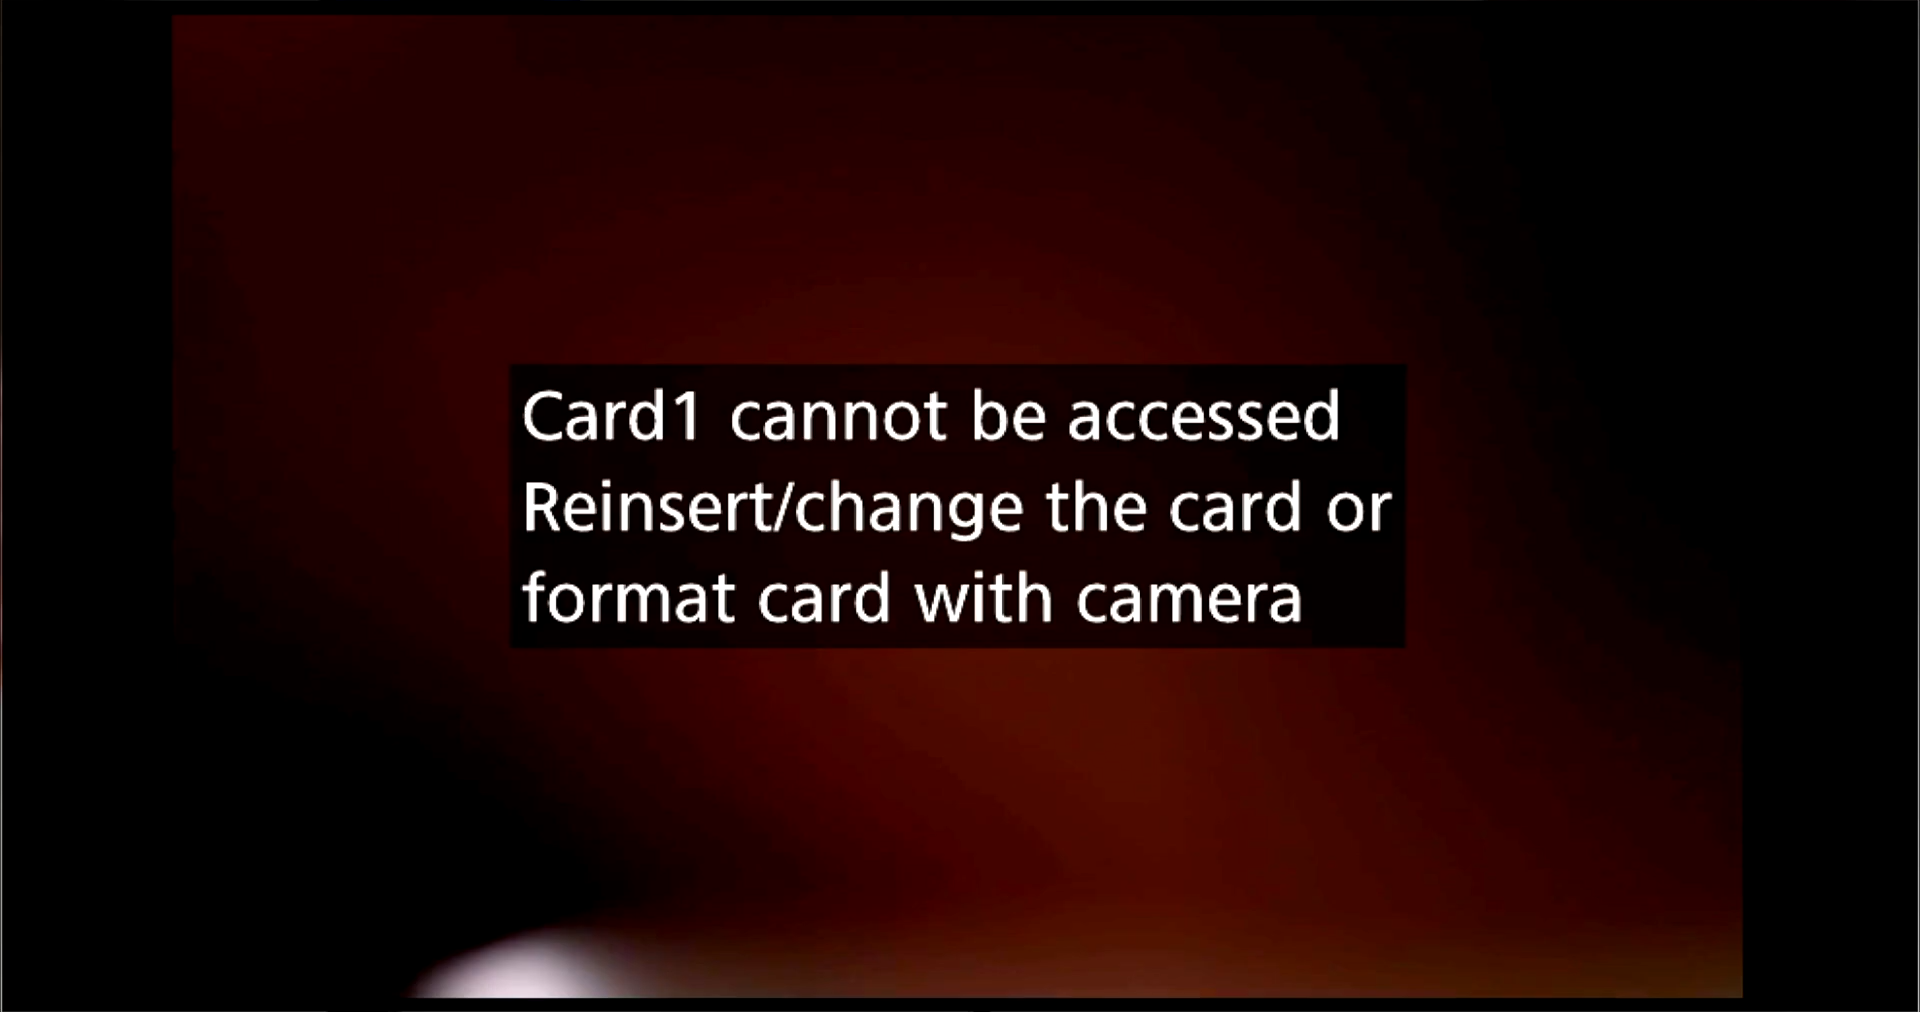 Card1 cannot be accessed
Reinsert/change the card or
format card with camera